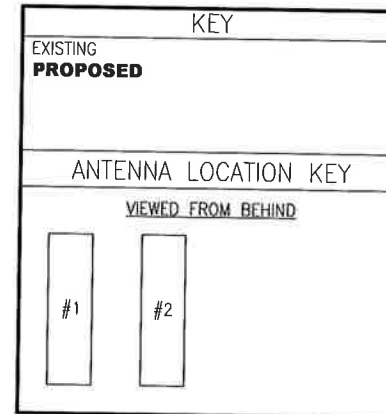 KEY
EXISTING
PROPOSED
ANTENNA LOCATION KEY
VIEWED FROM BEHIND
#1 #2